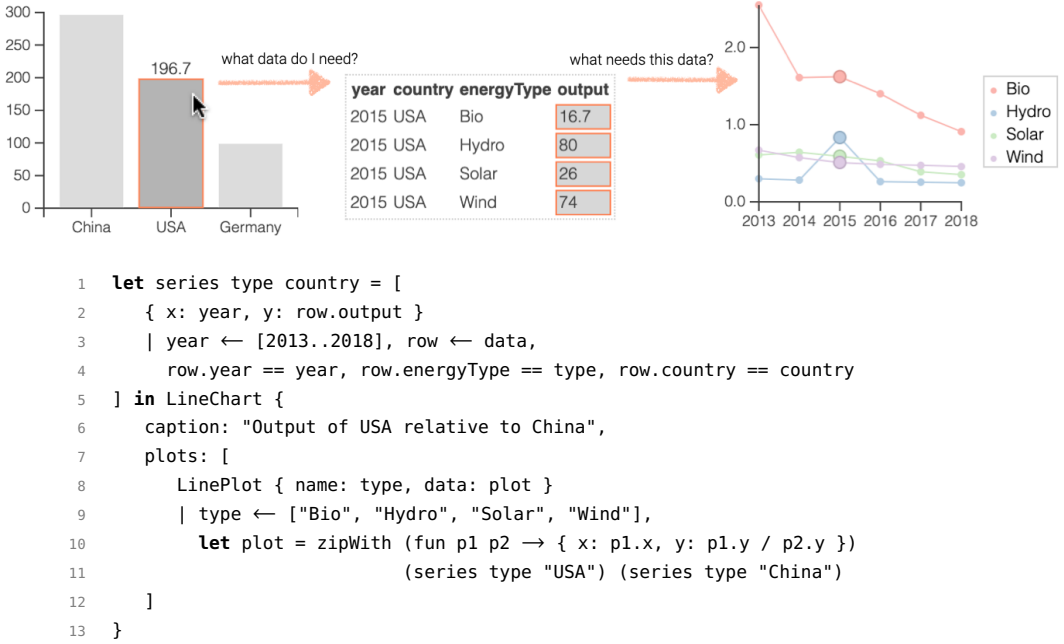 300
250
200
150
100
50
0
196.7
China USA Germany
what data do I need?
year country energyType output
2015 USA Bio 16.7
2015 USA Hydro 80
2015 USA Solar 26
2015 USA Wind 74
what needs this data?
2.0
1.0
0.0
2013 2014 2015 2016 2017 2018
Bio
Hydro
Solar
Wind
1 let series type country = [
2 { x: year, y: row.output }
3 | year ⟵ [2013..2018], row ⟵ data,
4 row.year == year, row.energyType == type, row.country == country
5 ] in LineChart {
6 caption: "Output of USA relative to China",
7 plots: [
8 LinePlot { name: type, data: plot }
9 | type ⟵ ["Bio", "Hydro", "Solar", "Wind"],
10 let plot = zipWith (fun p1 p2 ⟶ { x: p1.x, y: p1.y / p2.y })
11 (series type "USA") (series type "China")
12 ]
13 }